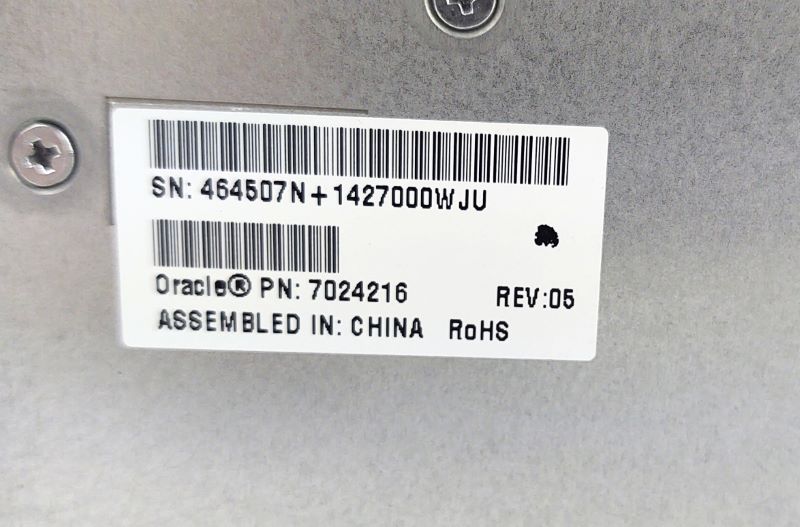 SN: 464507N+1427000WJU
Oracle® PN: 7024216 REV:05
ASSEMBLED IN: CHINA RoHS